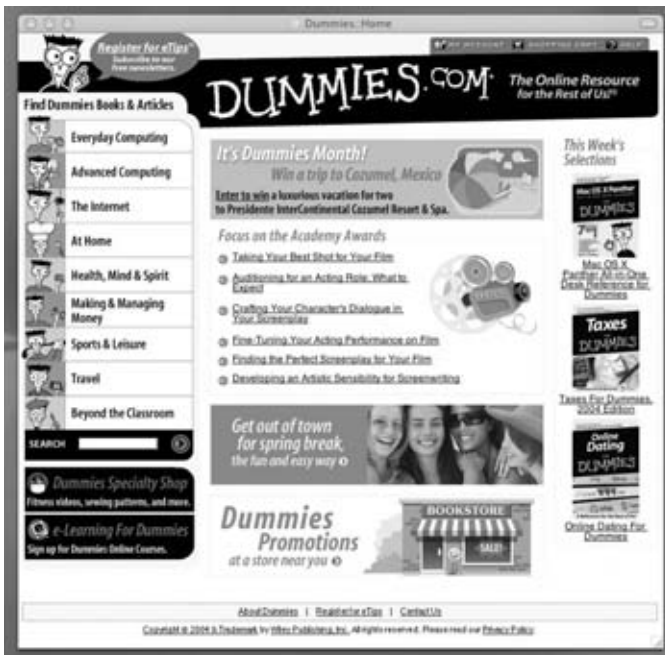 Dummies: Home
Register for eTips
Subscribe to our
free newsletters.
MY ACCOUNT SHOPPING CART HELP
DUMMIES.COM
The Online Resource
for the Rest of Us!
Find Dummies Books & Articles
Everyday Computing
Advanced Computing
The Internet
At Home
Health, Mind & Spirit
Making & Managing
Money
Sports & Leisure
Travel
Beyond the Classroom
SEARCH
Dummies Specialty Shop
Fitness videos, sewing patterns, and more.
e-Learning For Dummies
Sign up for Dummies Online Courses.
It's Dummies Month!
Win a trip to Cozumel, Mexico
Enter to win a luxurious vacation for two
to Presidente InterContinental Cozumel Resort & Spa.
Focus on the Academy Awards
Taking Your Best Shot for Your Film
Auditioning for an Acting Role: What to
Expect
Crafting Your Character's Dialogue in
Your Screenplay
Fine-Tuning Your Acting Performance on Film
Finding the Perfect Screenplay for Your Film
Developing an Artistic Sensibility for Screenwriting
Get out of town
for spring break,
the fun and easy way
BOOKSTORE
SALE!
Dummies
Promotions
at a store near you
This Week's
Selections
Mac OS X Panther
DUMMIES
Mac OS X
Panther All-in-One
Desk Reference for
Dummies
Taxes
DUMMIES
Taxes For Dummies,
2004 Edition
Online
Dating
DUMMIES
Online Dating For
Dummies
About Dummies | Register for eTips | Contact Us
Copyright © 2004 & Trademark by Wiley Publishing, Inc. All rights reserved. Please read our Privacy Policy